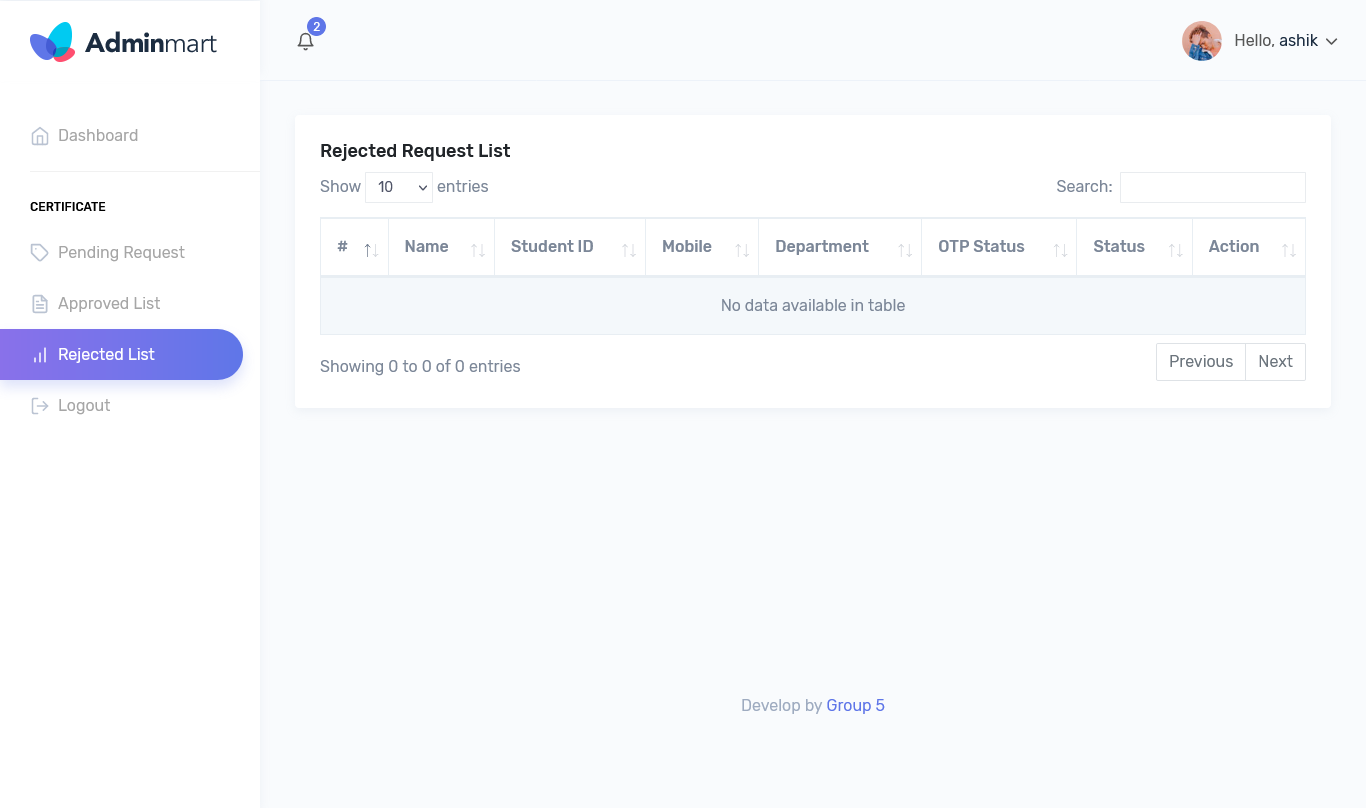 Adminmart
2
Hello, ashik
Dashboard
CERTIFICATE
Pending Request
Approved List
Rejected List
Logout
Rejected Request List
Show 10 entries
Search:
# Name Student ID Mobile Department OTP Status Status Action
No data available in table
Showing 0 to 0 of 0 entries
Previous Next
Develop by Group 5